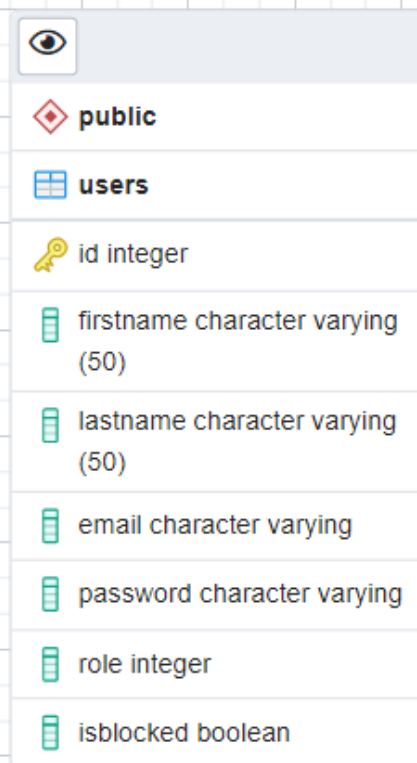 public
users
id integer
firstname character varying
(50)
lastname character varying
(50)
email character varying
password character varying
role integer
isblocked boolean